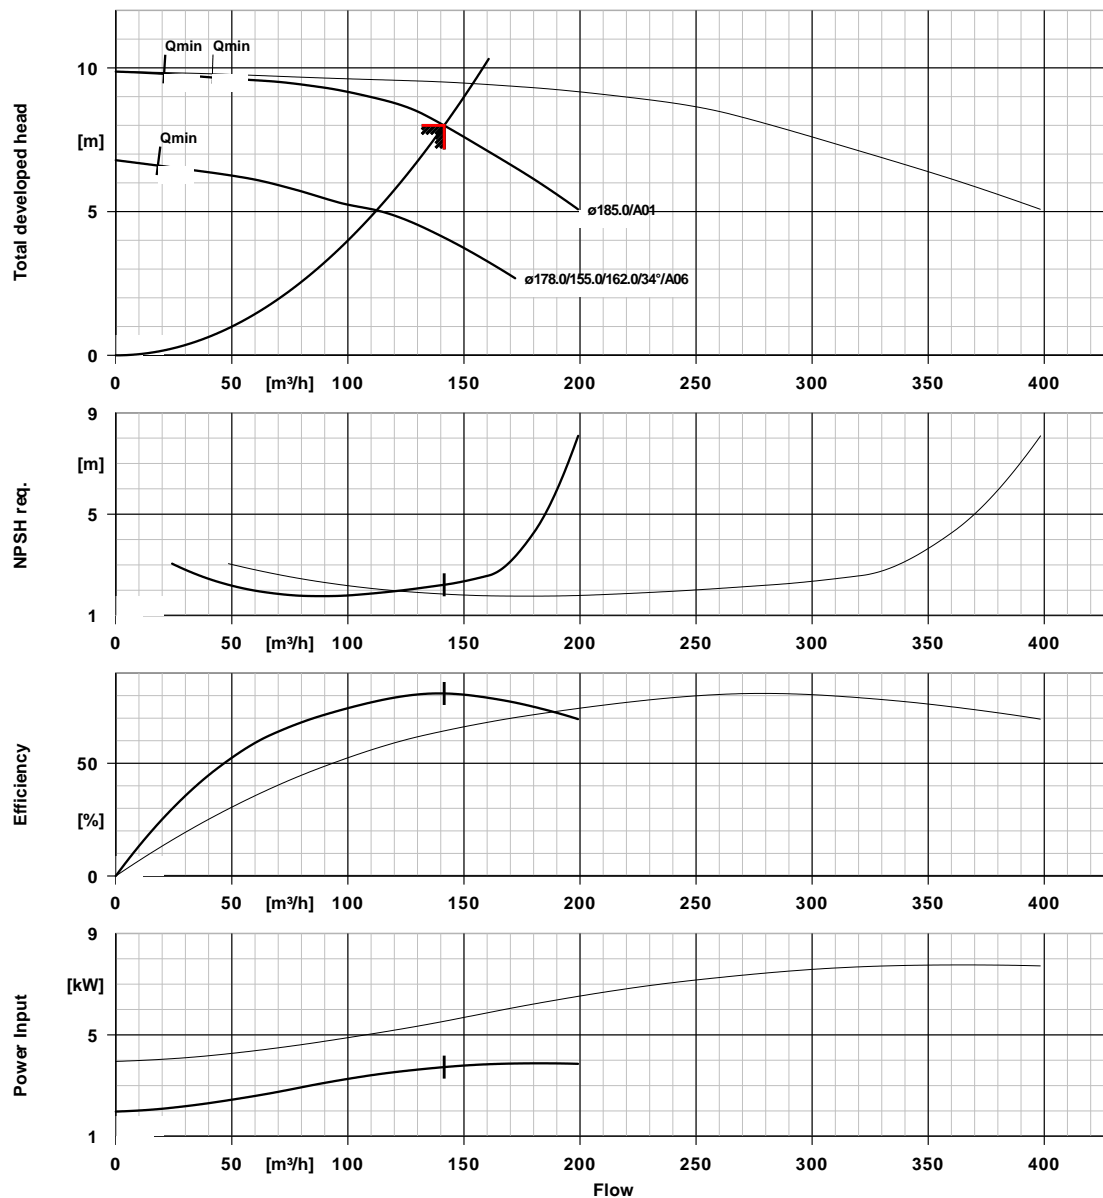 Qmin Qmin
10
[m]
Qmin
Total developed head
5
ø185.0/A01
ø178.0/155.0/162.0/34°/A06
0
0 50 [m³/h] 100 150 200 250 300 350 400
9
[m]
NPSH req.
5
1
0 50 [m³/h] 100 150 200 250 300 350 400
Efficiency
50
[%]
0
0 50 [m³/h] 100 150 200 250 300 350 400
9
[kW]
Power Input
5
1
0 50 [m³/h] 100 150 200 250 300 350 400
Flow